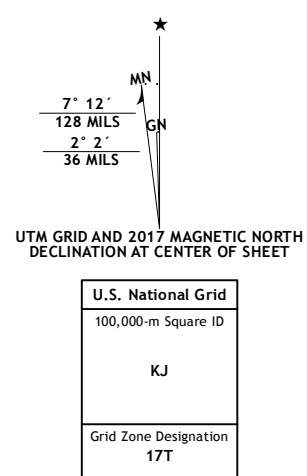 MN
7° 12´
128 MILS
GN
2° 2´
36 MILS
UTM GRID AND 2017 MAGNETIC NORTH
DECLINATION AT CENTER OF SHEET
U.S. National Grid
100,000-m Square ID
KJ
Grid Zone Designation
17T